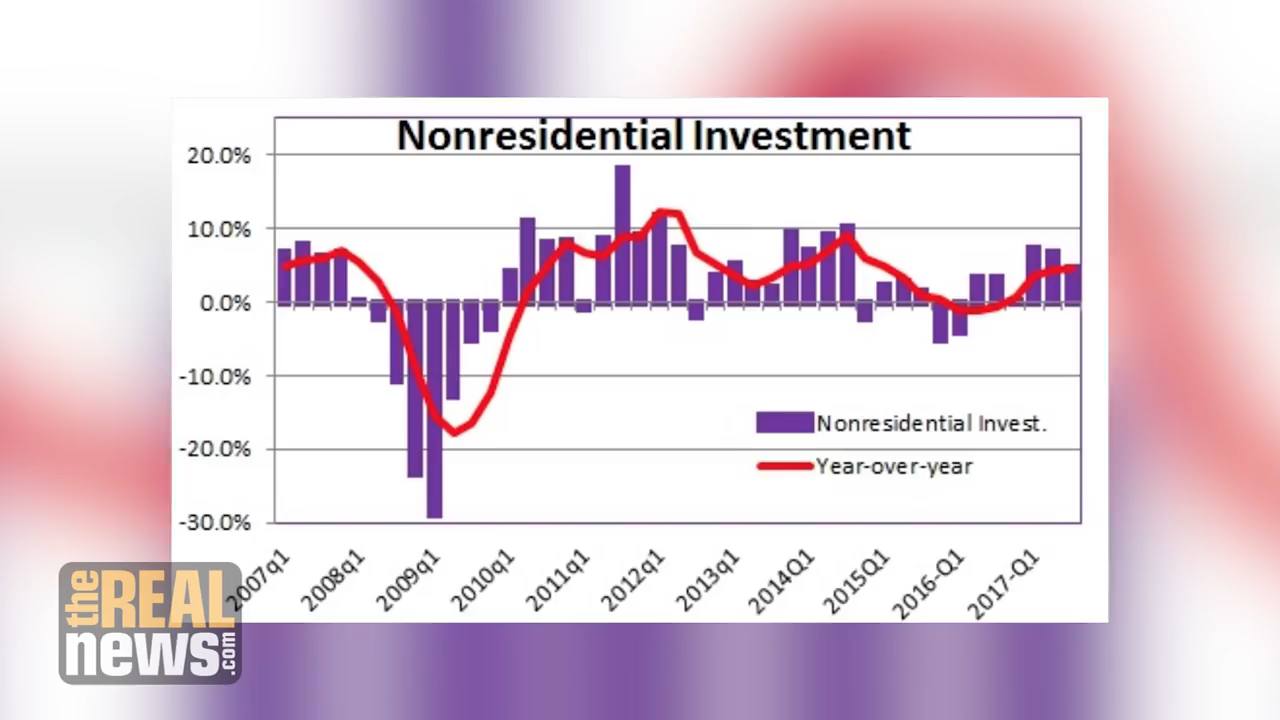 Nonresidential Investment
20.0%
10.0%
0.0%
-10.0%
-20.0%
-30.0%
Nonresidential Invest.
Year-over-year
2007q1
2008q1
2009q1
2010q1
2011q1
2012q1
2013q1
2014Q1
2015Q1
2016-Q1
2017-Q1
the REAL
news.com